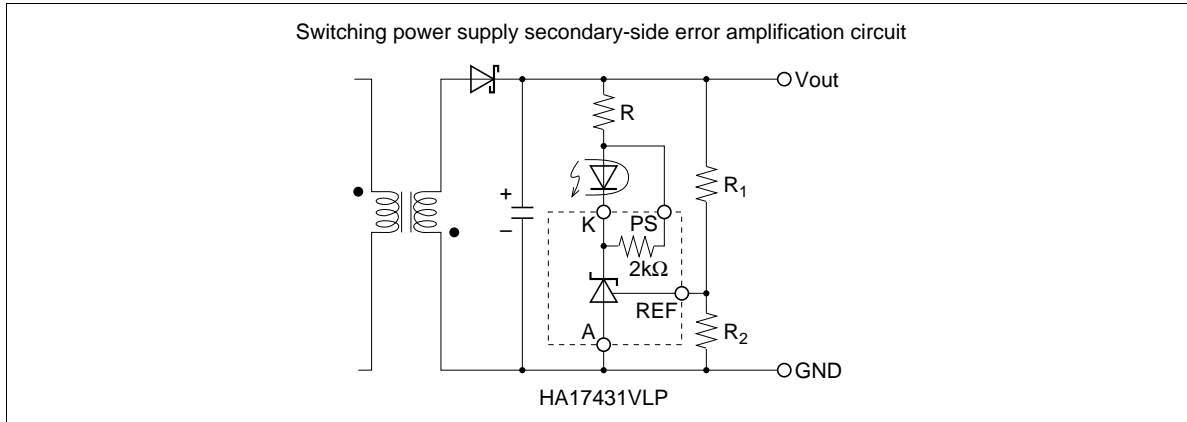 Switching power supply secondary-side error amplification circuit
Vout
R
R₁
+
–
K
PS
2kΩ
REF
A
R₂
GND
HA17431VLP